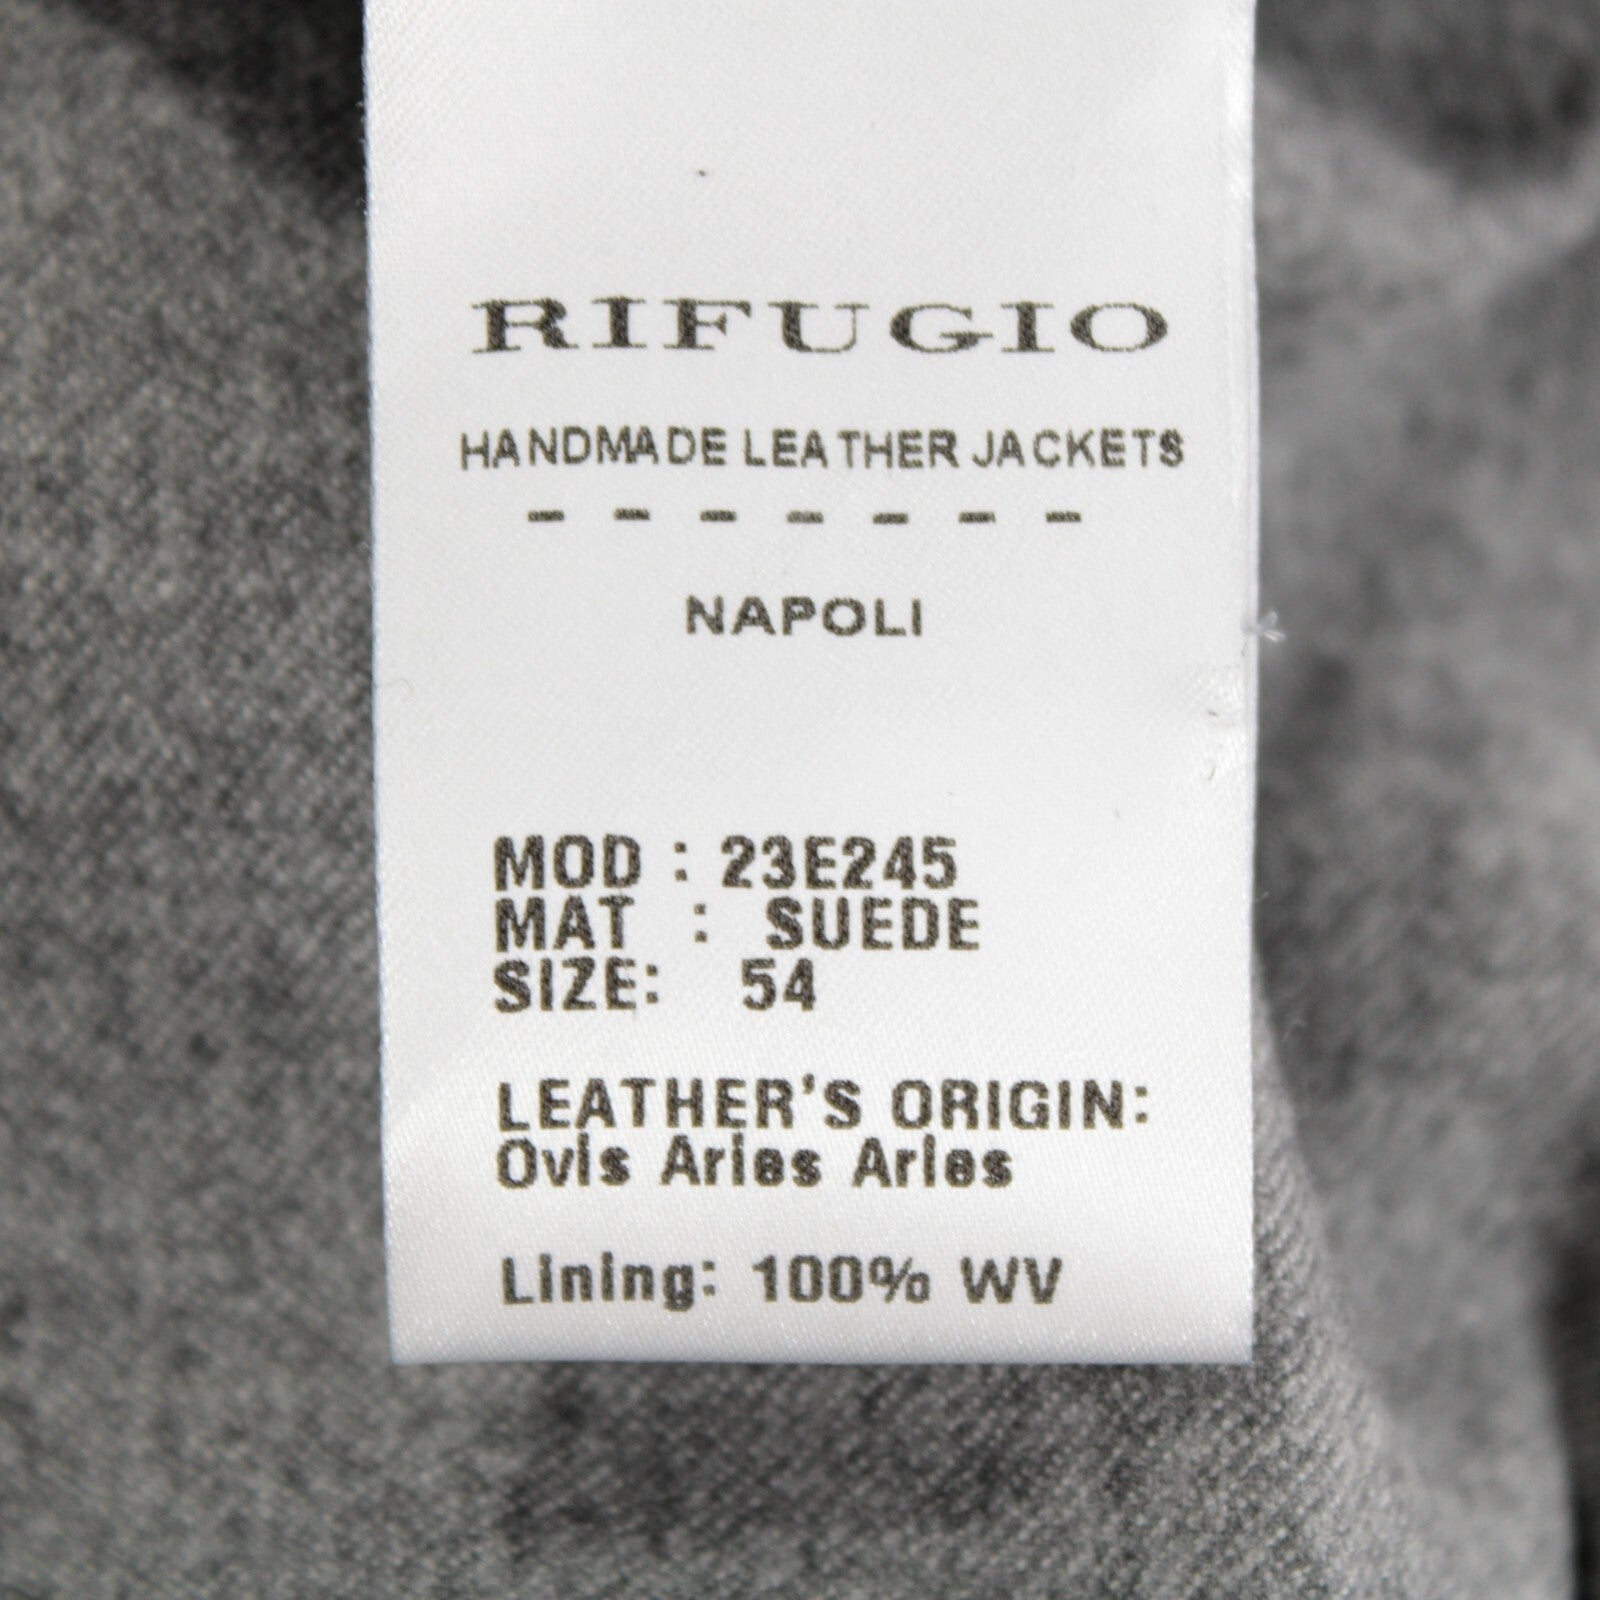 RIFUGIO
HANDMADE LEATHER JACKETS
- - - - - - -
NAPOLI
MOD : 23E245
MAT : SUEDE
SIZE: 54
LEATHER'S ORIGIN:
Ovis Aries Aries
Lining: 100% WV